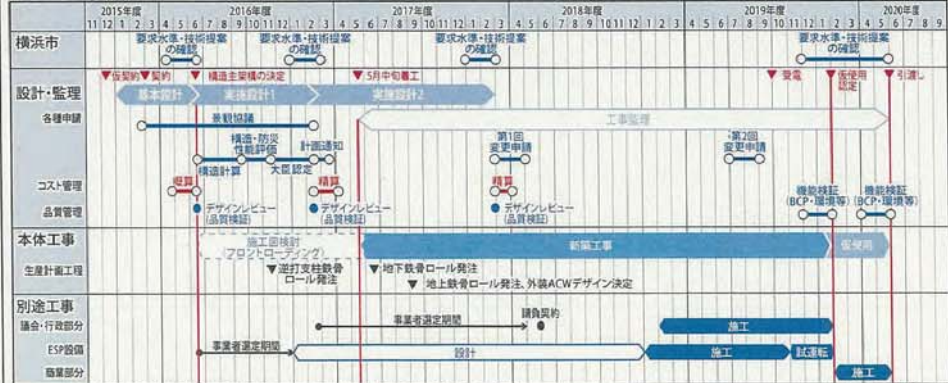 2015年度 2016年度 2017年度 2018年度 2019年度 2020年度
11 12 1 2 3 4 5 6 7 8 9 10 11 12 1 2 3 4 5 6 7 8 9 10 11 12 1 2 3 4 5 6 7 8 9 10 11 12 1 2 3 4 5 6 7 8 9 10 11 12 1 2 3 4 5 6 7 8 9
横浜市
要求水準・技術提案
の確認
要求水準・技術提案
の確認
要求水準・技術提案
の確認
要求水準・技術提案
の確認
設計・監理
▼仮契約 ▼契約 ▼ 構造主架構の決定 ▼ 5月中旬着工 ▼ 受電 ▼ 仮使用
認定
▼ 引渡し
基本設計 実施設計1 実施設計2
各種申請
景観協議
工事監理
構造・防災
性能評価
計画通知
構造計算 大臣認定
第1回
変更申請
第2回
変更申請
コスト管理
概算 精算 精算
機能検証
(BCP・環境等)
機能検証
(BCP・環境等)
品質管理
デザインレビュー
(品質検証)
デザインレビュー
(品質検証)
デザインレビュー
(品質検証)
本体工事
施工図検討
(フロントローディング)
新築工事 仮使用
生産計画工程
▼逆打支柱鉄骨
ロール発注
▼地下鉄骨ロール発注
▼ 地上鉄骨ロール発注、外装ACWデザイン決定
別途工事
議会・行政部分
事業者選定期間
請負契約
施工
ESP設備
事業者選定期間 設計 施工 試運転
商業部分
施工